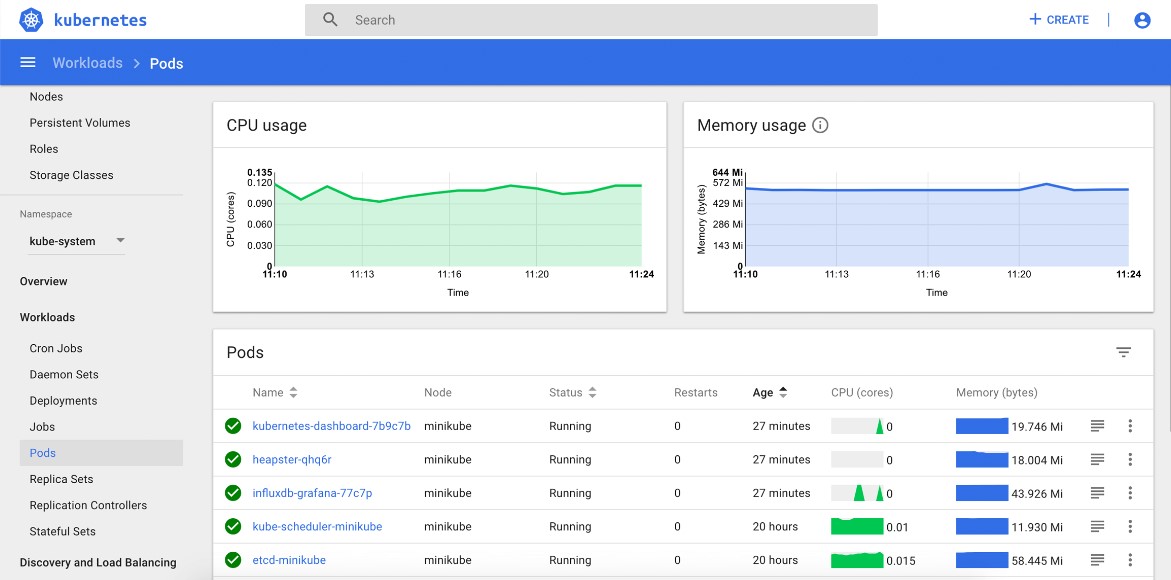 kubernetes
Search
CREATE
Workloads > Pods
Nodes
Persistent Volumes
Roles
Storage Classes
Namespace
kube-system
Overview
Workloads
Cron Jobs
Daemon Sets
Deployments
Jobs
Pods
Replica Sets
Replication Controllers
Stateful Sets
Discovery and Load Balancing
CPU usage
CPU (cores)
0.135
0.120
0.090
0.060
0.030
0
11:10 11:13 11:16 11:20 11:24
Time
Memory usage
Memory (bytes)
644 Mi
572 Mi
429 Mi
286 Mi
143 Mi
0
11:10 11:13 11:16 11:20 11:24
Time
Pods
Name Node Status Restarts Age CPU (cores) Memory (bytes)
kubernetes-dashboard-7b9c7b minikube Running 0 27 minutes 0 19.746 Mi
heapster-qhq6r minikube Running 0 27 minutes 0 18.004 Mi
influxdb-grafana-77c7p minikube Running 0 27 minutes 0 43.926 Mi
kube-scheduler-minikube minikube Running 0 20 hours 0.01 11.930 Mi
etcd-minikube minikube Running 0 20 hours 0.015 58.445 Mi